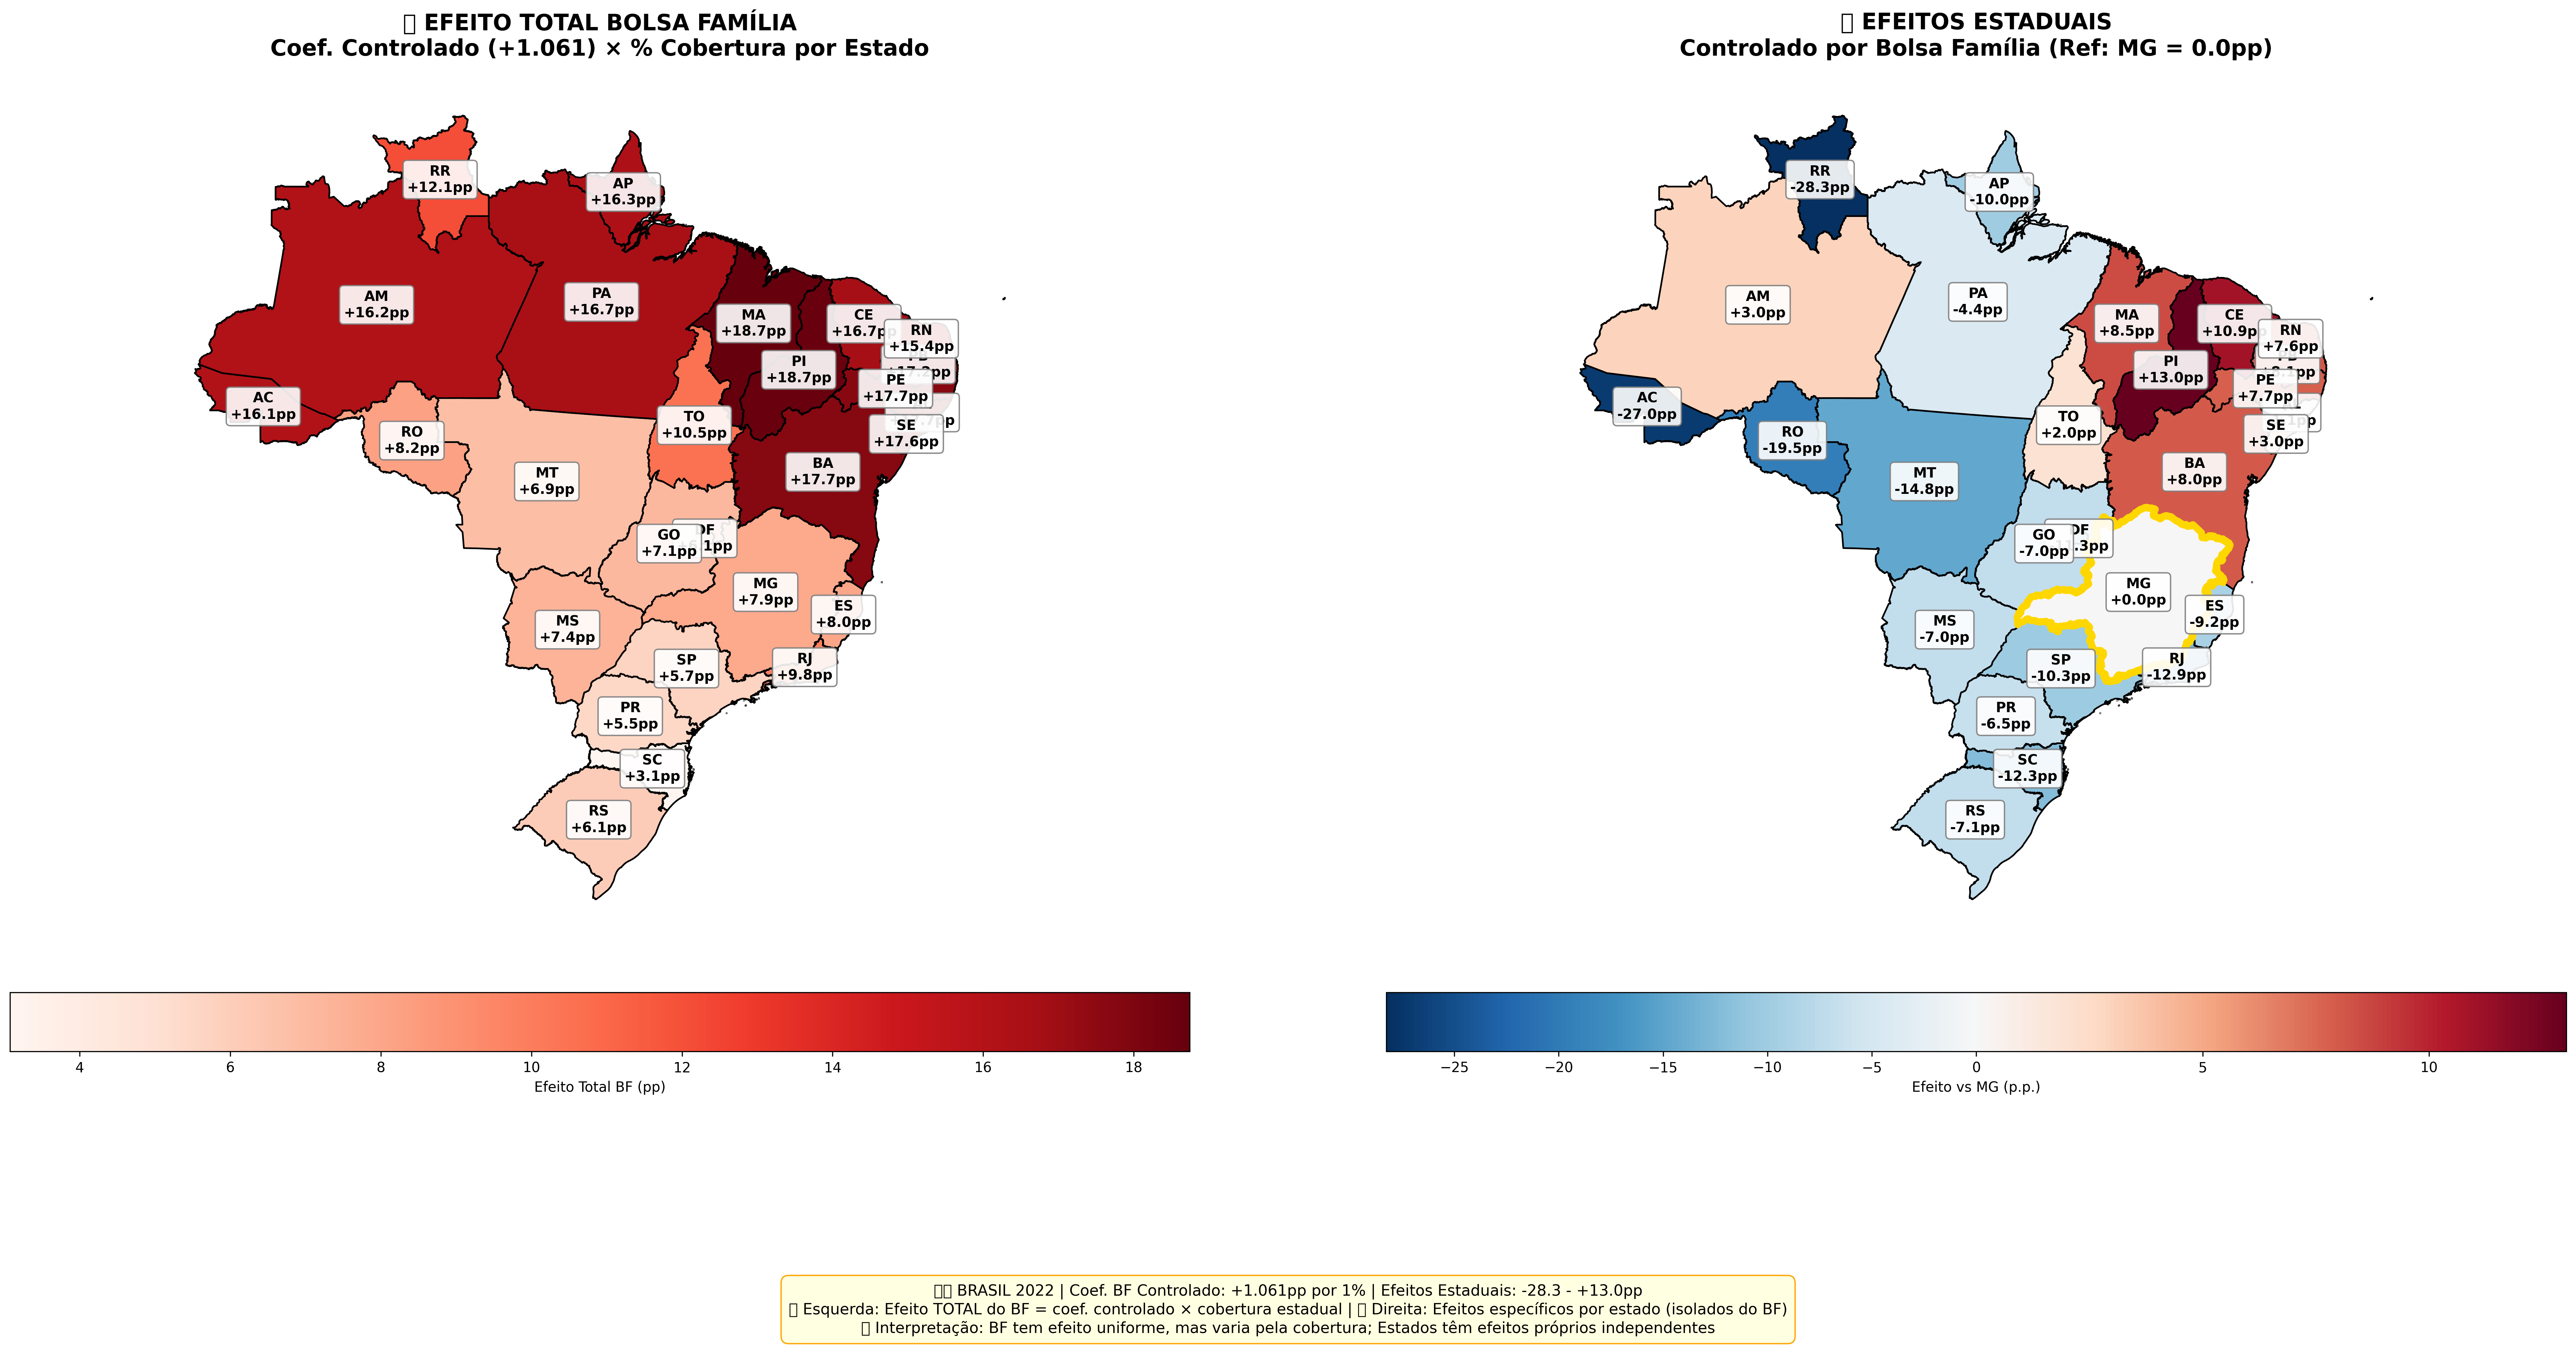 EFEITO TOTAL BOLSA FAMÍLIA
Coef. Controlado (+1.061) × % Cobertura por Estado
RR
+12.1pp
AP
+16.3pp
AM
+16.2pp
PA
+16.7pp
MA
+18.7pp
CE
+16.7p
RN
+15.4pp
PI
+18.7pp
PE
+17.7pp
AC
+16.1pp
TO
+10.5pp
SE
+17.6pp
RO
+8.2pp
BA
+17.7pp
MT
+6.9pp
GO
+7.1pp
DF
MG
+7.9pp
ES
+8.0pp
MS
+7.4pp
SP
+5.7pp
RJ
+9.8pp
PR
+5.5pp
SC
+3.1pp
RS
+6.1pp
4 6 8 10 12 14 16 18
Efeito Total BF (pp)
EFEITOS ESTADUAIS
Controlado por Bolsa Família (Ref: MG = 0.0pp)
RR
-28.3pp
AP
-10.0pp
AM
+3.0pp
PA
-4.4pp
MA
+8.5pp
CE
+10.9p
RN
+7.6pp
PI
+13.0pp
PE
+7.7pp
AC
-27.0pp
TO
+2.0pp
SE
+3.0pp
RO
-19.5pp
BA
+8.0pp
MT
-14.8pp
GO
-7.0pp
DF
MG
+0.0pp
ES
-9.2pp
MS
-7.0pp
SP
-10.3pp
RJ
-12.9pp
PR
-6.5pp
SC
-12.3pp
RS
-7.1pp
−25 −20 −15 −10 −5 0 5 10
Efeito vs MG (p.p.)
BRASIL 2022 | Coef. BF Controlado: +1.061pp por 1% | Efeitos Estaduais: -28.3 - +13.0pp
Esquerda: Efeito TOTAL do BF = coef. controlado × cobertura estadual | Direita: Efeitos específicos por estado (isolados do BF)
Interpretação: BF tem efeito uniforme, mas varia pela cobertura; Estados têm efeitos próprios independentes